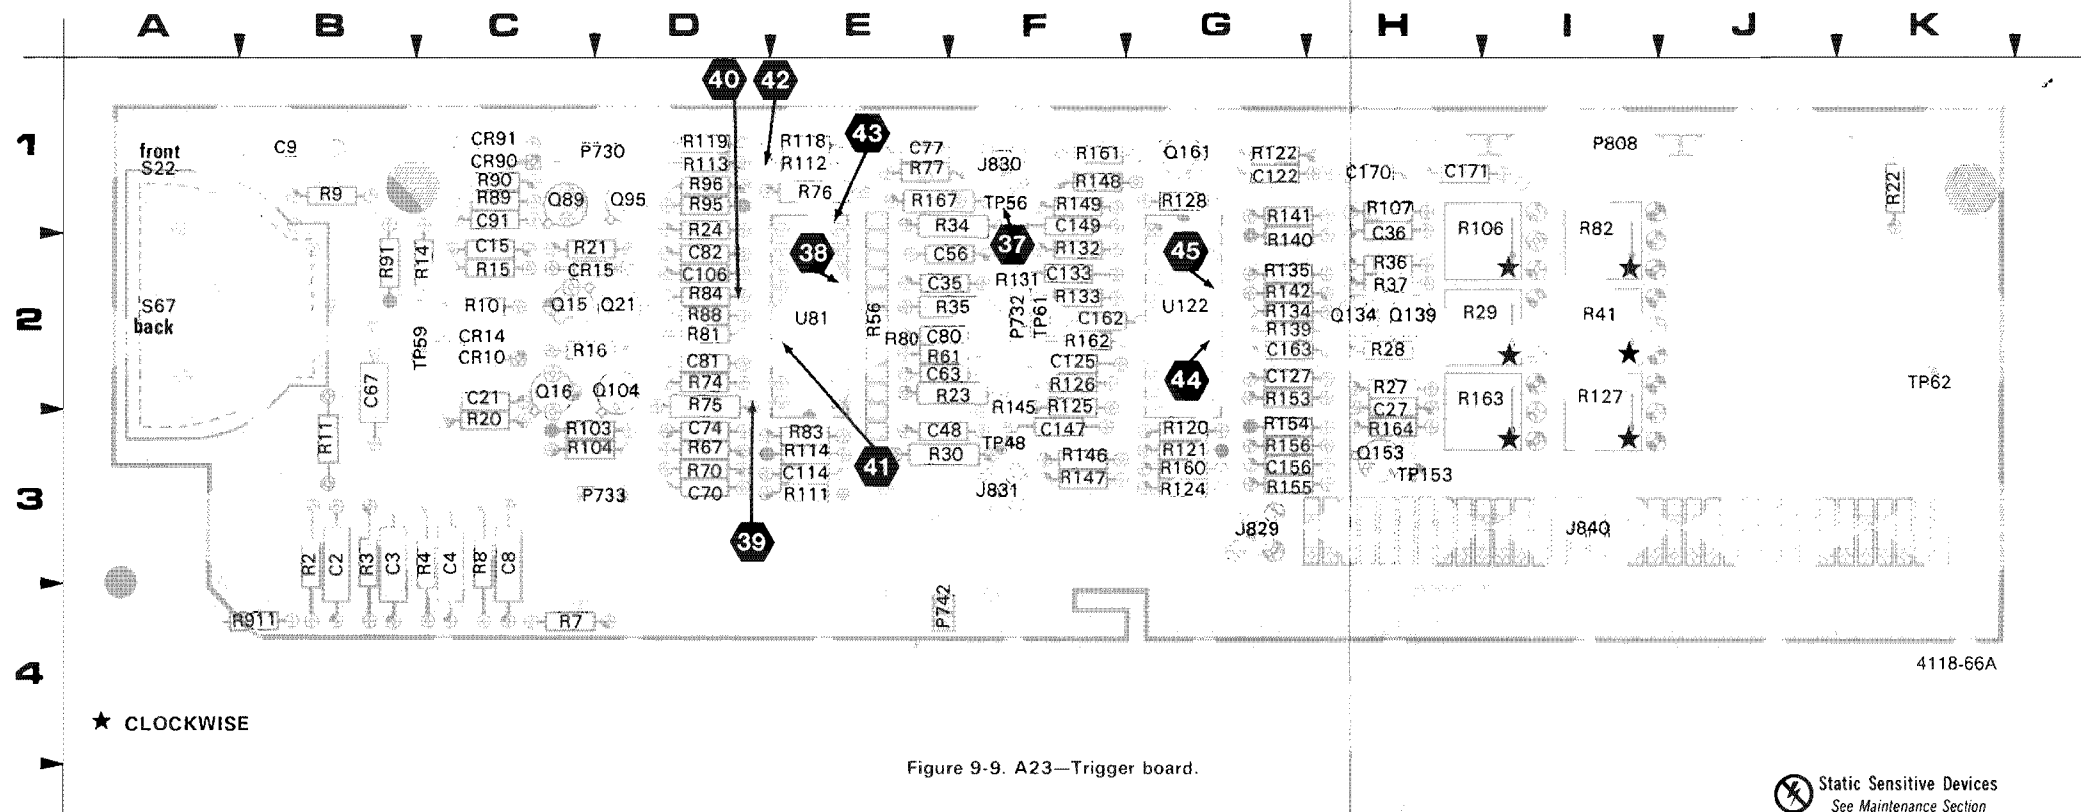 A B C D E F G H I J K
40 42
1
front
S22
C9
R9
CR91
CR90
R90
R89
C91
P730
Q89
Q95
R119
R113
R96
R95
R118
R112
R76
43
C77
R77
R167
R34
J830
TP56
R161
R148
R149
C149
Q161
R128
R122
C122
R141
R140
C170
C171
R107
C36
P808
R22
2
S67
back
R91
R14
C15
R15
R10
CR14
CR10
C21
R20
R21
CR15
Q15
Q21
R16
Q16
Q104
R24
C82
C106
R84
R88
R81
C81
R74
R75
38
U81
R56
R80
C56
C35
R35
C80
R61
C63
R23
37
R131
P732
TP61
R132
C133
R133
C162
R162
C125
R126
R145
R125
45
U122
44
R135
R142
R134
R139
C163
C127
R153
R36
R37
Q134
Q139
R28
R27
C27
R106
R82
R29
R41
R163
R127
TP62
TP59
C67
R11
3
R103
R104
P733
C74
R67
R70
C70
R83
R114
C114
R111
41
39
C48
R30
TP48
J831
C147
R146
R147
R120
R121
R160
R124
R154
R156
C156
R155
R164
Q153
TP153
J829
J840
R2
C2
R3
C3
R4
C4
R8
C8
R911
R7
P742
4
4118-66A
★ CLOCKWISE
Figure 9-9. A23—Trigger board.
Static Sensitive Devices
See Maintenance Section